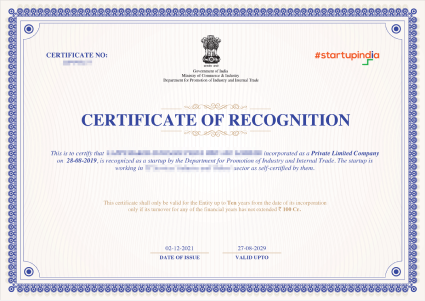 CERTIFICATE NO:
#startupindia
Government of India
Ministry of Commerce & Industry
Department for Promotion of Industry and Internal Trade
CERTIFICATE OF RECOGNITION
This is to certify that incorporated as a Private Limited Company
on 28-08-2019, is recognized as a startup by the Department for Promotion of Industry and Internal Trade. The startup is
working in sector as self-certified by them.
This certificate shall only be valid for the Entity up to Ten years from the date of its incorporation
only if its turnover for any of the financial years has not exceeded ₹ 100 Cr.
02-12-2021
27-08-2029
DATE OF ISSUE
VALID UPTO